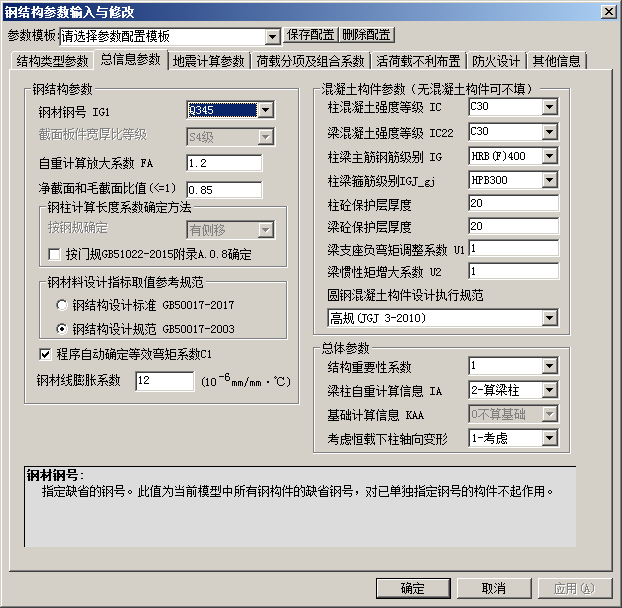 钢结构参数输入与修改
参数模板: 请选择参数配置模板 保存配置 删除配置
结构类型参数 总信息参数 地震计算参数 荷载分项及组合系数 活荷载不利布置 防火设计 其他信息
钢结构参数
钢材钢号 IG1 Q345
截面板件宽厚比等级 S4级
自重计算放大系数 FA 1.2
净截面和毛截面比值(<=1) 0.85
钢柱计算长度系数确定方法
按钢规确定 有侧移
按门规GB51022-2015附录A.0.8确定
钢材料设计指标取值参考规范
钢结构设计标准 GB50017-2017
钢结构设计规范 GB50017-2003
程序自动确定等效弯矩系数C1
钢材线膨胀系数 12 (10^-6mm/mm·℃)
混凝土构件参数（无混凝土构件可不填）
柱混凝土强度等级 IC C30
梁混凝土强度等级 IC22 C30
柱梁主筋钢筋级别 IG HRB(F)400
柱梁箍筋级别IGJ_gj HPB300
柱砼保护层厚度 20
梁砼保护层厚度 20
梁支座负弯矩调整系数 U1 1
梁惯性矩增大系数 U2 1
圆钢混凝土构件设计执行规范
高规(JGJ 3-2010)
总体参数
结构重要性系数 1
梁柱自重计算信息 IA 2-算梁柱
基础计算信息 KAA 0不算基础
考虑恒载下柱轴向变形 1-考虑
钢材钢号:
指定缺省的钢号。此值为当前模型中所有钢构件的缺省钢号，对已单独指定钢号的构件不起作用。
确定 取消 应用(A)